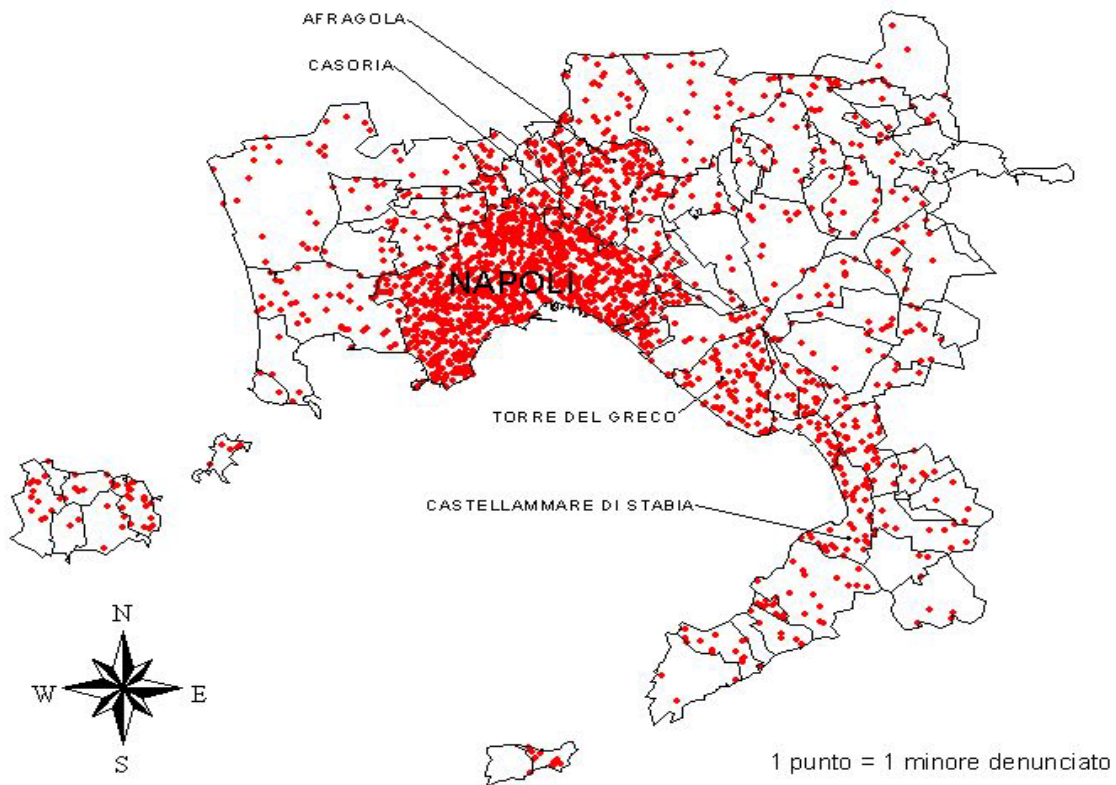 AFRAGOLA
CASORIA
NAPOLI
TORRE DEL GRECO
CASTELLAMMARE DI STABIA
N
W E
S
1 punto = 1 minore denunciato